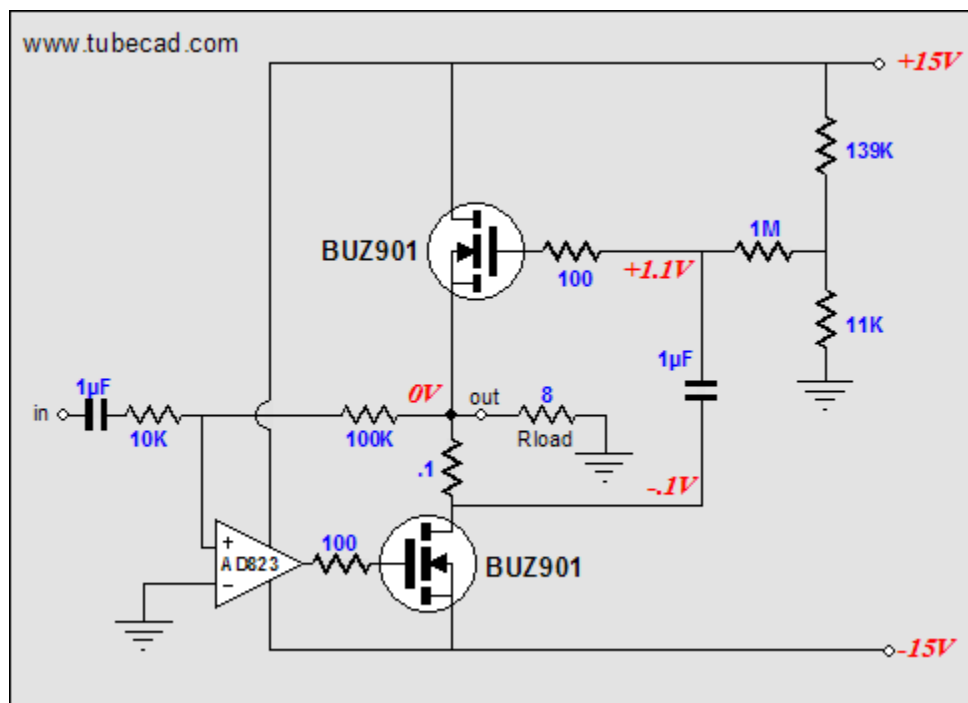 www.tubecad.com
+15V
139K
BUZ901
1M
100
+1.1V
11K
1µF
1µF
0V
out
8
in
10K
100K
Rload
.1
-.1V
+
AD823
-
100
BUZ901
-15V